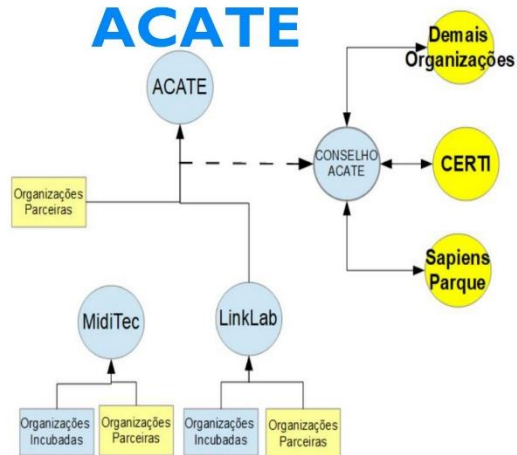 ACATE
ACATE
Demais
Organizações
CONSELHO
ACATE
CERTI
Organizações
Parceiras
Sapiens
Parque
MidiTec
LinkLab
Organizações
Incubadas
Organizações
Parceiras
Organizações
Incubadas
Organizações
Parceiras